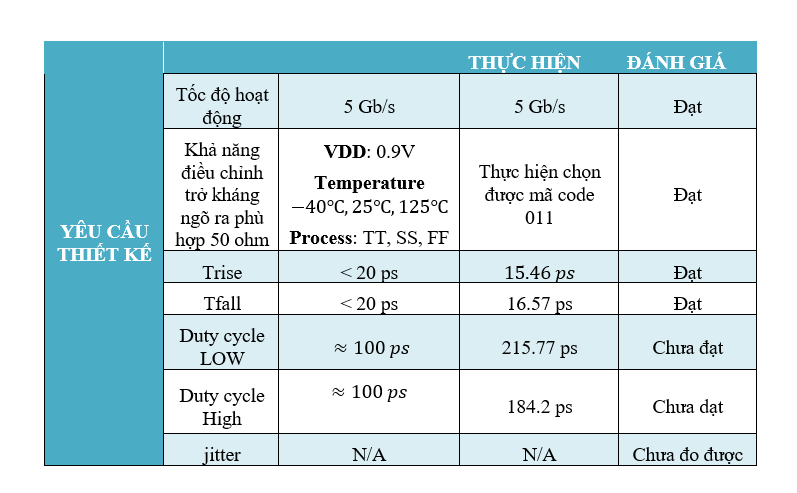 THỰC HIỆN
ĐÁNH GIÁ
YÊU CẦU
THIẾT KẾ
Tốc độ hoạt
động
5 Gb/s
5 Gb/s
Đạt
Khả năng
điều chỉnh
trở kháng
ngõ ra phù
hợp 50 ohm
VDD: 0.9V
Temperature
−40℃, 25℃, 125℃
Process: TT, SS, FF
Thực hiện chọn
được mã code
011
Đạt
Trise
< 20 ps
15.46 ps
Đạt
Tfall
< 20 ps
16.57 ps
Đạt
Duty cycle
LOW
≈ 100 ps
215.77 ps
Chưa đạt
Duty cycle
High
≈ 100 ps
184.2 ps
Chưa dạt
jitter
N/A
N/A
Chưa đo được